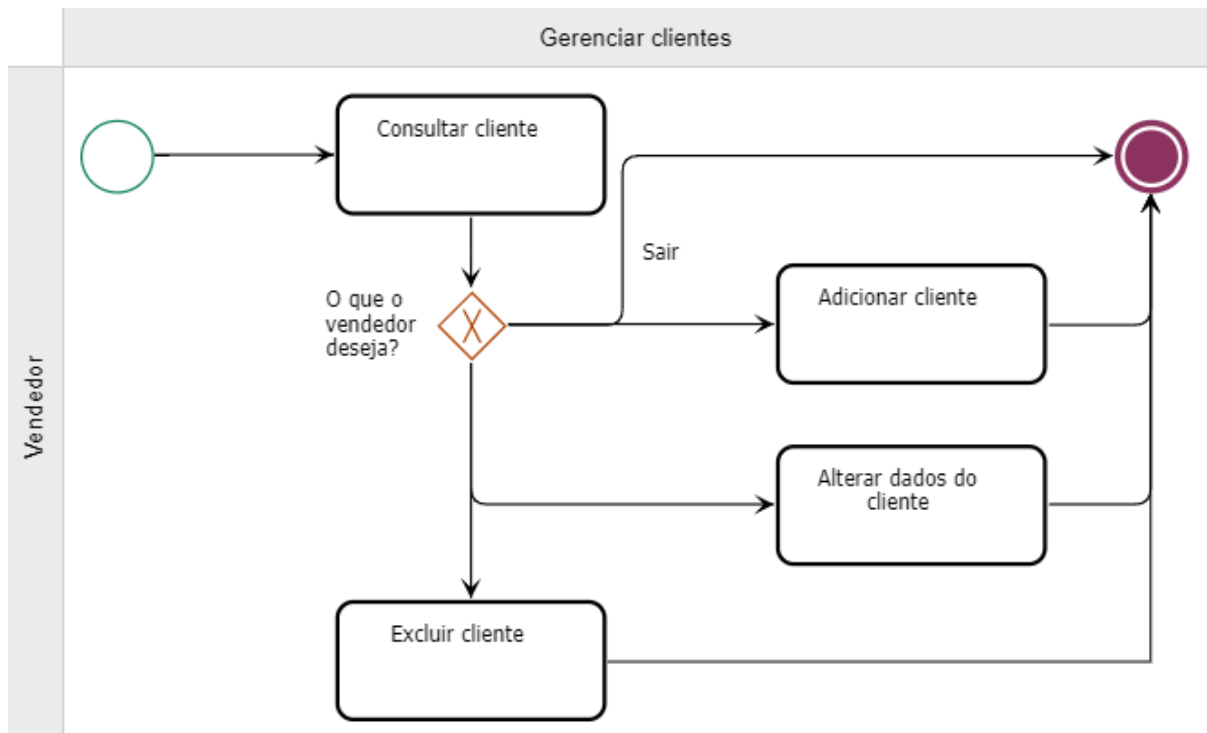 Gerenciar clientes
Vendedor
Consultar cliente
Sair
O que o
vendedor
deseja?
X
Adicionar cliente
Alterar dados do
cliente
Excluir cliente